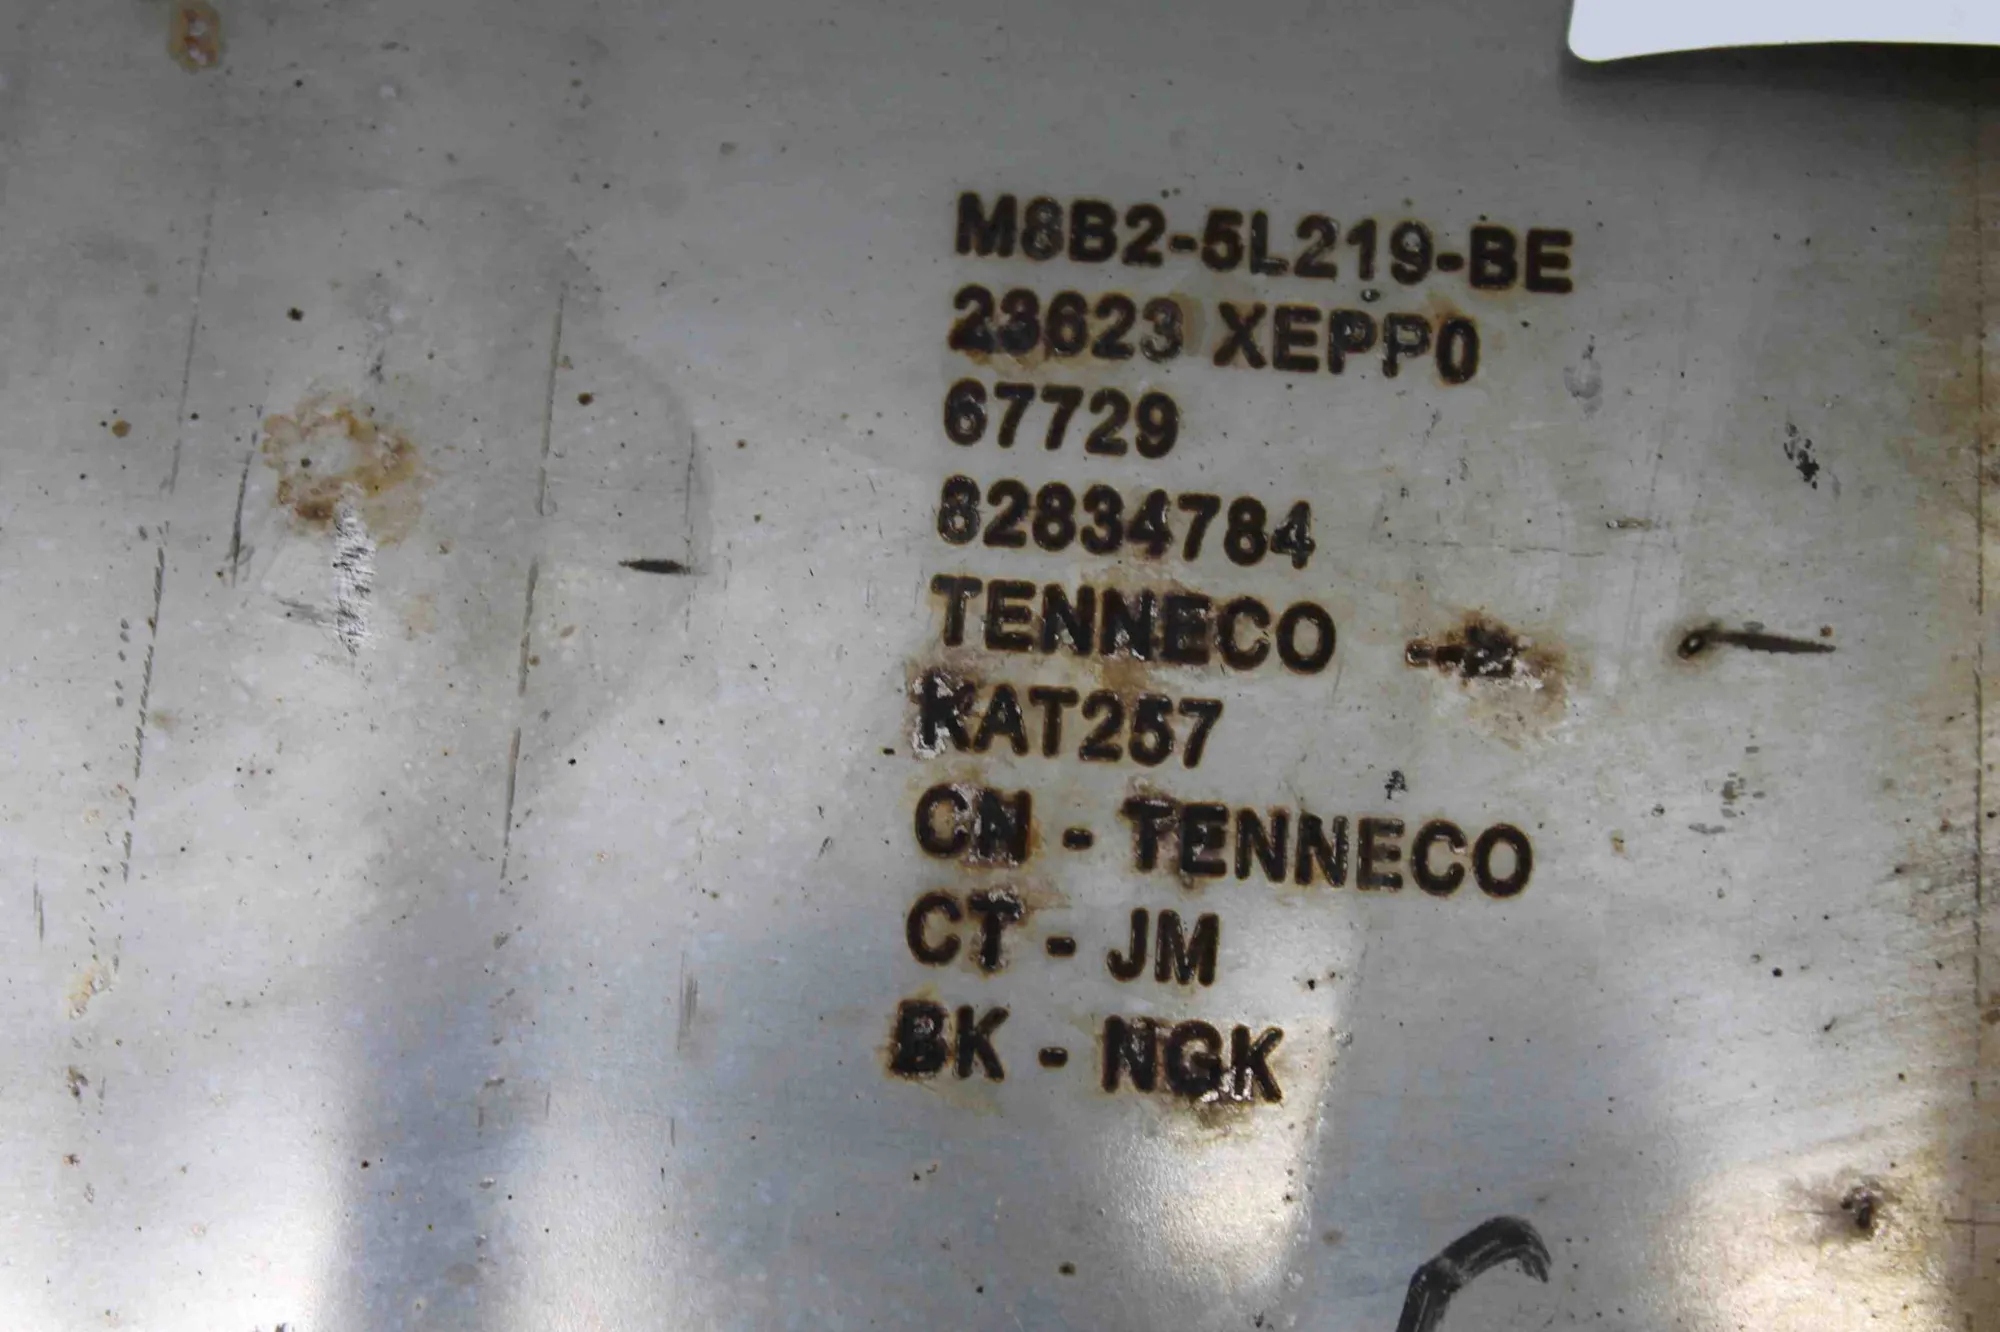 M8B2-5L219-BE
23623 XEPP0
67729
82834784
TENNECO
KAT257
CN - TENNECO
CT - JM
BK - NGK